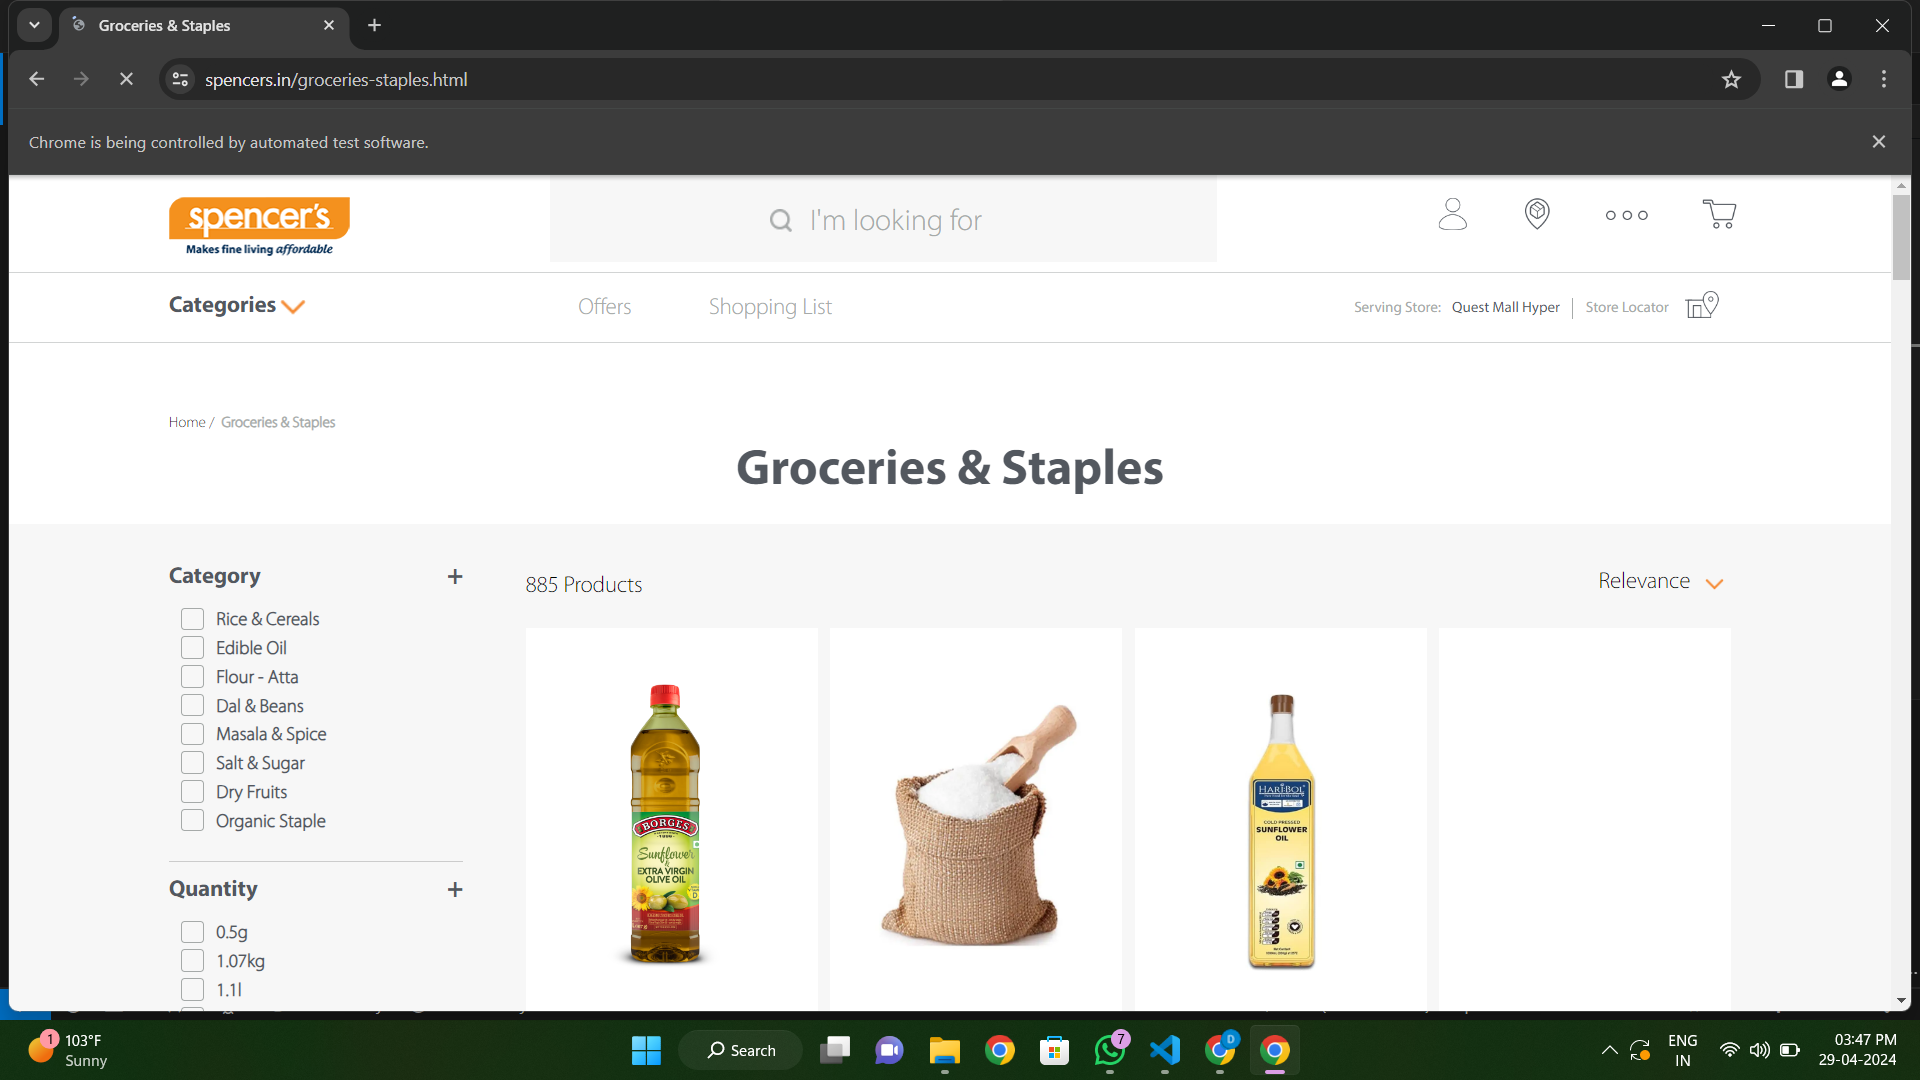 Groceries & Staples
spencers.in/groceries-staples.html
Chrome is being controlled by automated test software.
spencer's
Makes fine living affordable
I'm looking for
Categories
Offers
Shopping List
Serving Store: Quest Mall Hyper
Store Locator
Home / Groceries & Staples
Groceries & Staples
Category +
Rice & Cereals
Edible Oil
Flour - Atta
Dal & Beans
Masala & Spice
Salt & Sugar
Dry Fruits
Organic Staple
Quantity +
0.5g
1.07kg
1.1l
885 Products
Relevance
BORGES
Sunflower
&
EXTRA VIRGIN
OLIVE OIL
HARIBOL
COLD PRESSED
SUNFLOWER
OIL
1
103°F
Sunny
Search
7
D
ENG
IN
03:47 PM
29-04-2024